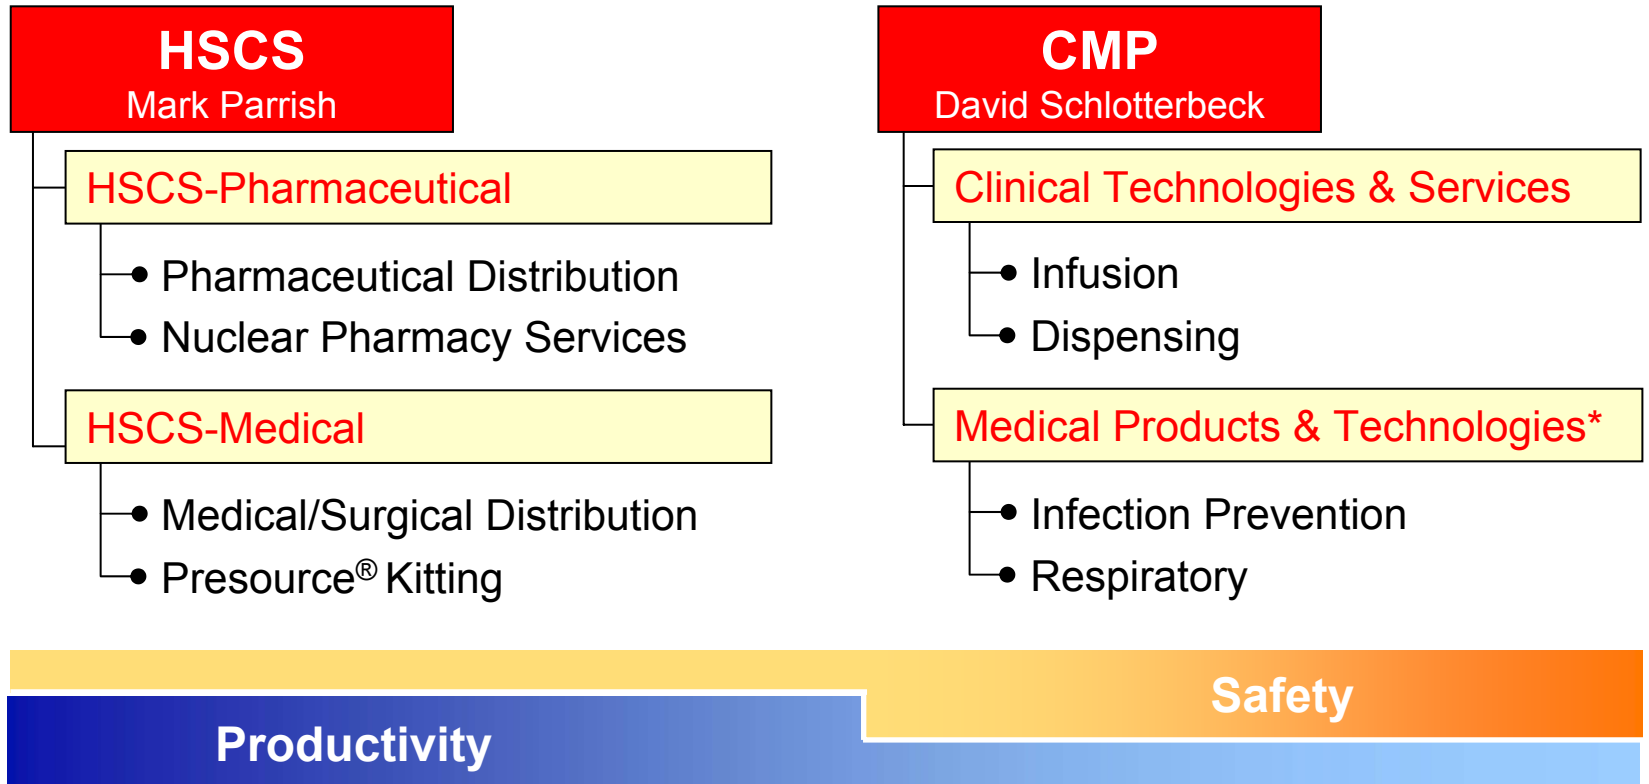 HSCS
Mark Parrish
HSCS-Pharmaceutical
Pharmaceutical Distribution
Nuclear Pharmacy Services
HSCS-Medical
Medical/Surgical Distribution
Presource® Kitting
CMP
David Schlotterbeck
Clinical Technologies & Services
Infusion
Dispensing
Medical Products & Technologies*
Infection Prevention
Respiratory
Safety
Productivity